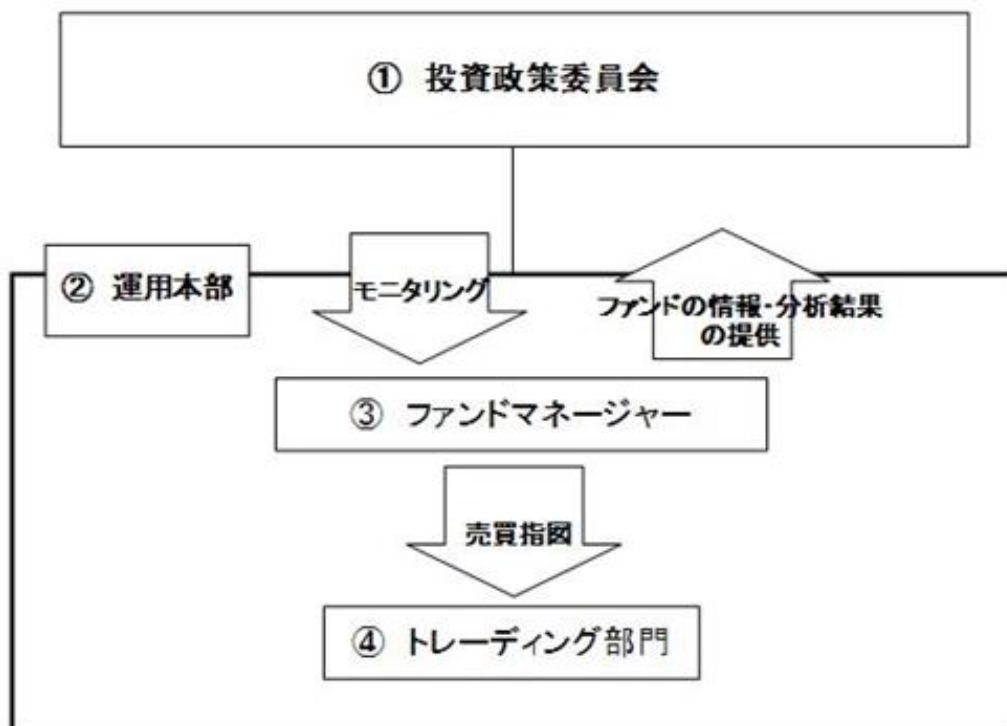 ① 投資政策委員会
② 運用本部
モニタリング
ファンドの情報・分析結果
の提供
③ ファンドマネージャー
売買指図
④ トレーディング部門